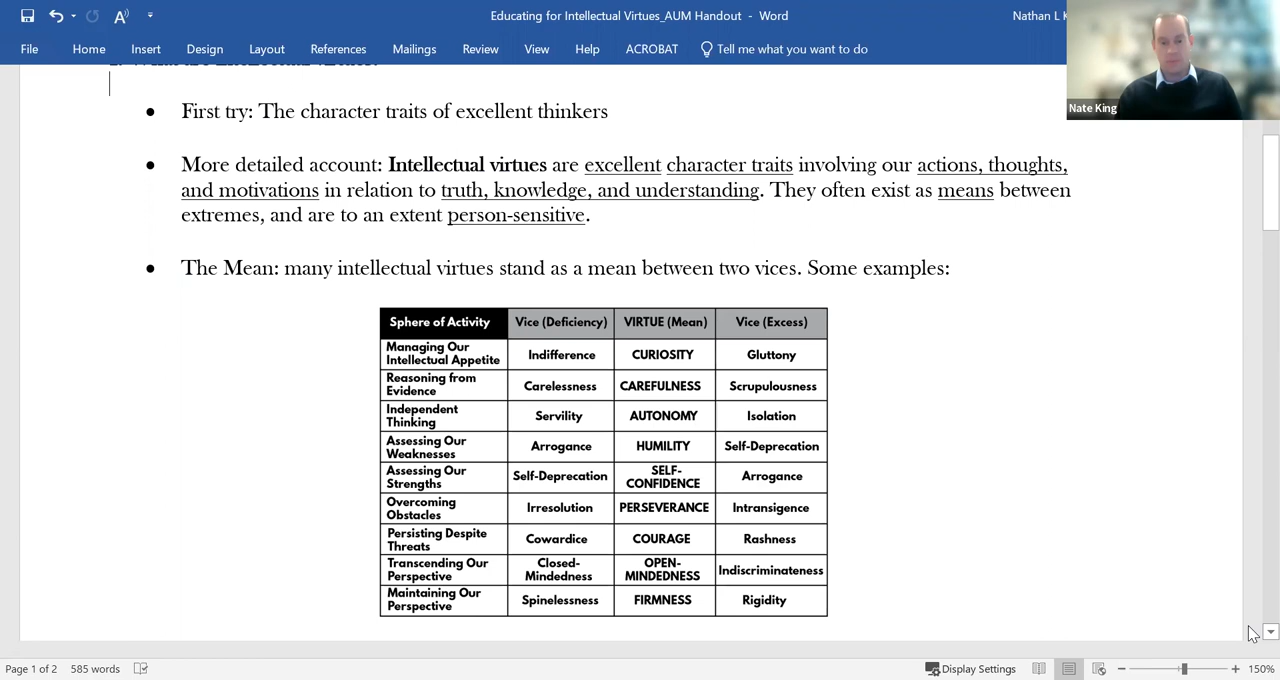 Educating for Intellectual Virtues_AUM Handout - Word
Nathan L K
File Home Insert Design Layout References Mailings Review View Help ACROBAT Tell me what you want to do
Nate King
• First try: The character traits of excellent thinkers
• More detailed account: Intellectual virtues are excellent character traits involving our actions, thoughts,
and motivations in relation to truth, knowledge, and understanding. They often exist as means between
extremes, and are to an extent person-sensitive.
• The Mean: many intellectual virtues stand as a mean between two vices. Some examples:
Sphere of Activity Vice (Deficiency) VIRTUE (Mean) Vice (Excess)
Managing Our
Intellectual Appetite Indifference CURIOSITY Gluttony
Reasoning from
Evidence Carelessness CAREFULNESS Scrupulousness
Independent
Thinking Servility AUTONOMY Isolation
Assessing Our
Weaknesses Arrogance HUMILITY Self-Deprecation
Assessing Our
Strengths Self-Deprecation SELF-
CONFIDENCE Arrogance
Overcoming
Obstacles Irresolution PERSEVERANCE Intransigence
Persisting Despite
Threats Cowardice COURAGE Rashness
Transcending Our
Perspective Closed-
Mindedness OPEN-
MINDEDNESS Indiscriminateness
Maintaining Our
Perspective Spinelessness FIRMNESS Rigidity
Page 1 of 2 585 words Display Settings 150%